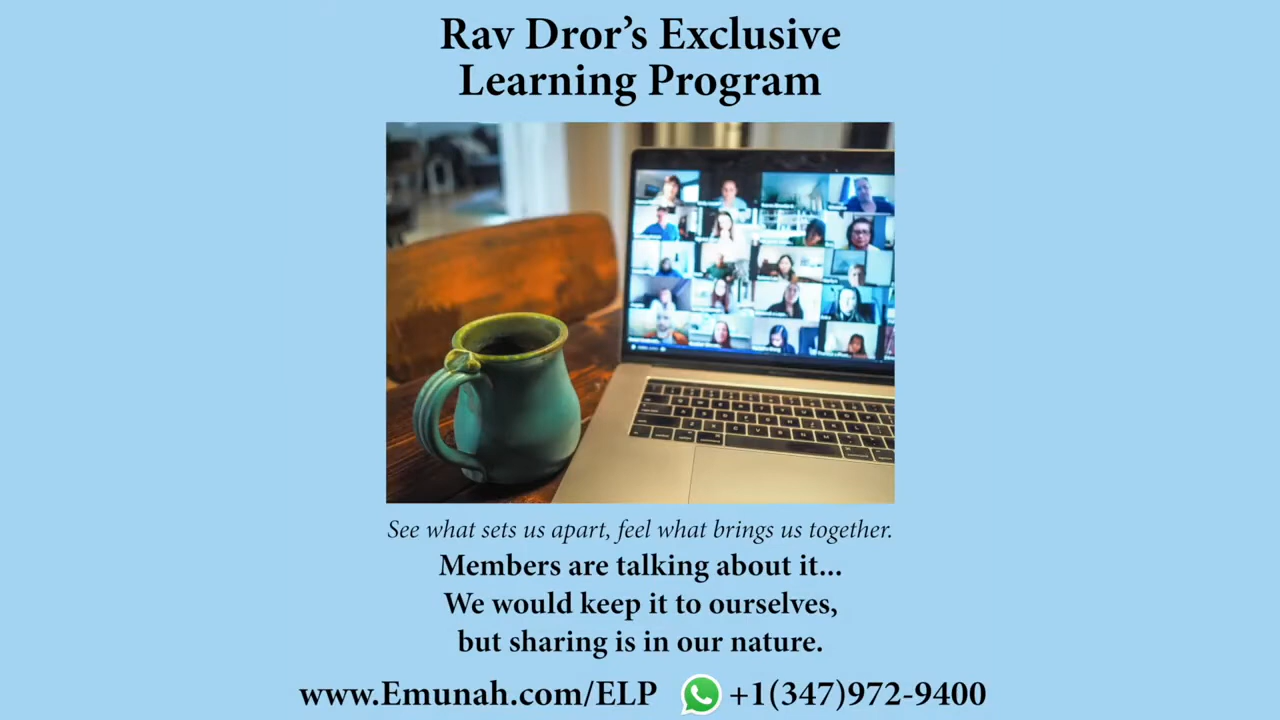 Rav Dror’s Exclusive
Learning Program
See what sets us apart, feel what brings us together.
Members are talking about it...
We would keep it to ourselves,
but sharing is in our nature.
www.Emunah.com/ELP +1(347)972-9400